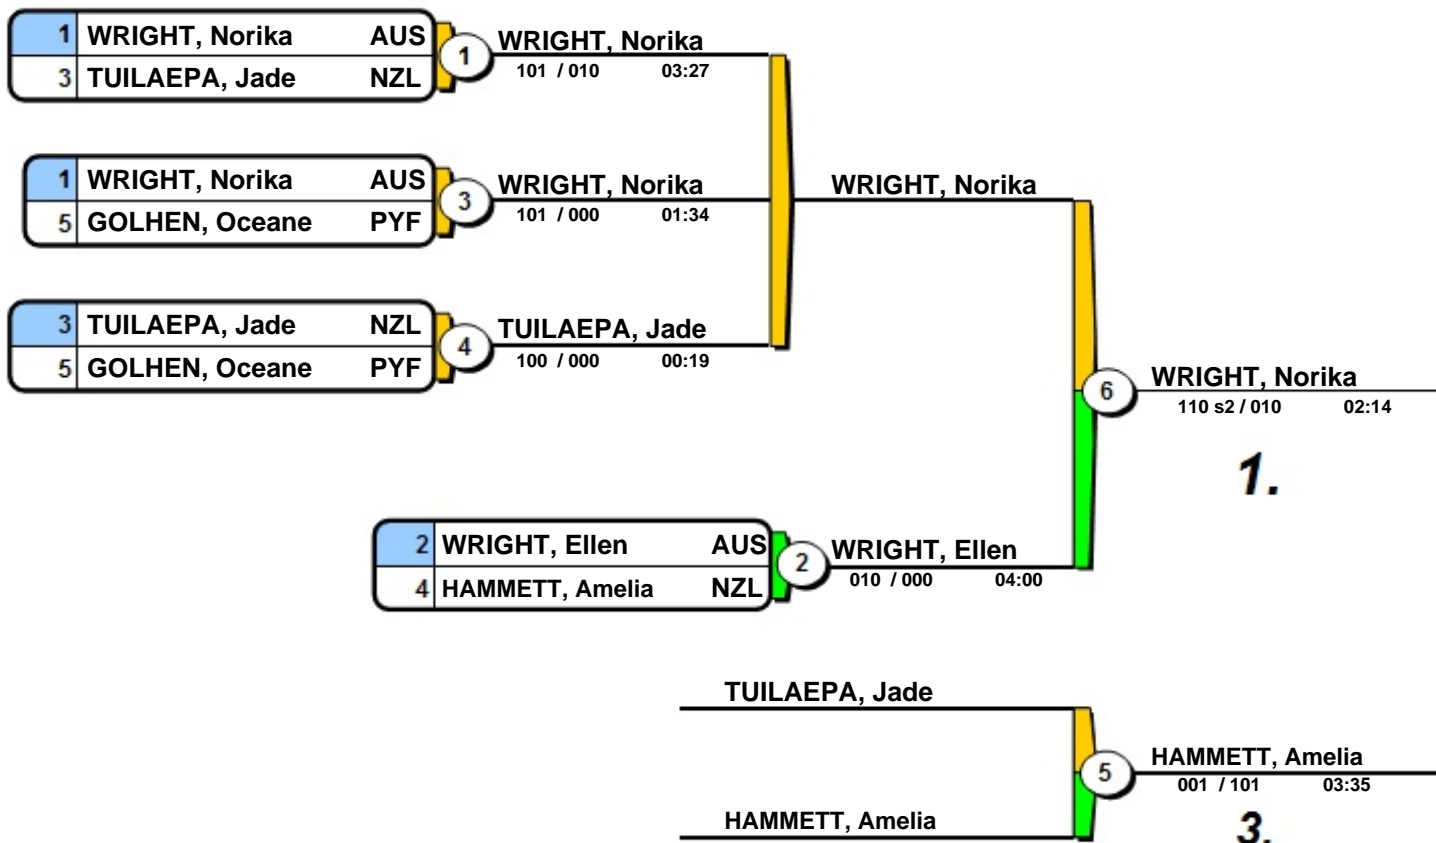 1 WRIGHT, Norika AUS
3 TUILAEPA, Jade NZL
1
WRIGHT, Norika
101 / 010 03:27
1 WRIGHT, Norika AUS
5 GOLHEN, Oceane PYF
3
WRIGHT, Norika
101 / 000 01:34
WRIGHT, Norika
3 TUILAEPA, Jade NZL
5 GOLHEN, Oceane PYF
4
TUILAEPA, Jade
100 / 000 00:19
6
WRIGHT, Norika
110 s2 / 010 02:14
1.
2 WRIGHT, Ellen AUS
4 HAMMETT, Amelia NZL
2
WRIGHT, Ellen
010 / 000 04:00
TUILAEPA, Jade
5
HAMMETT, Amelia
001 / 101 03:35
HAMMETT, Amelia
3.